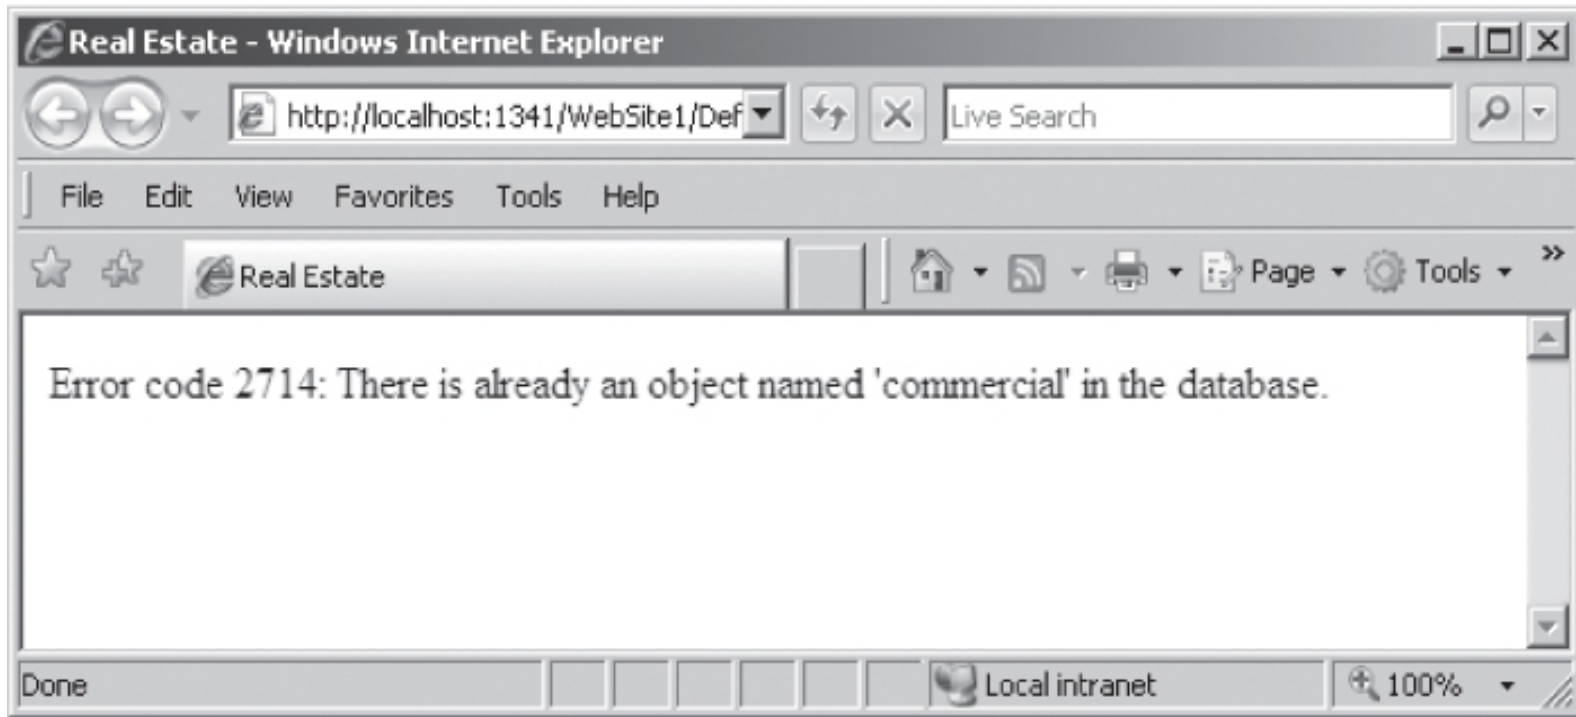 Real Estate - Windows Internet Explorer
http://localhost:1341/WebSite1/Def
Live Search
File Edit View Favorites Tools Help
Real Estate
Page Tools »
Error code 2714: There is already an object named 'commercial' in the database.
Done
Local intranet
100%